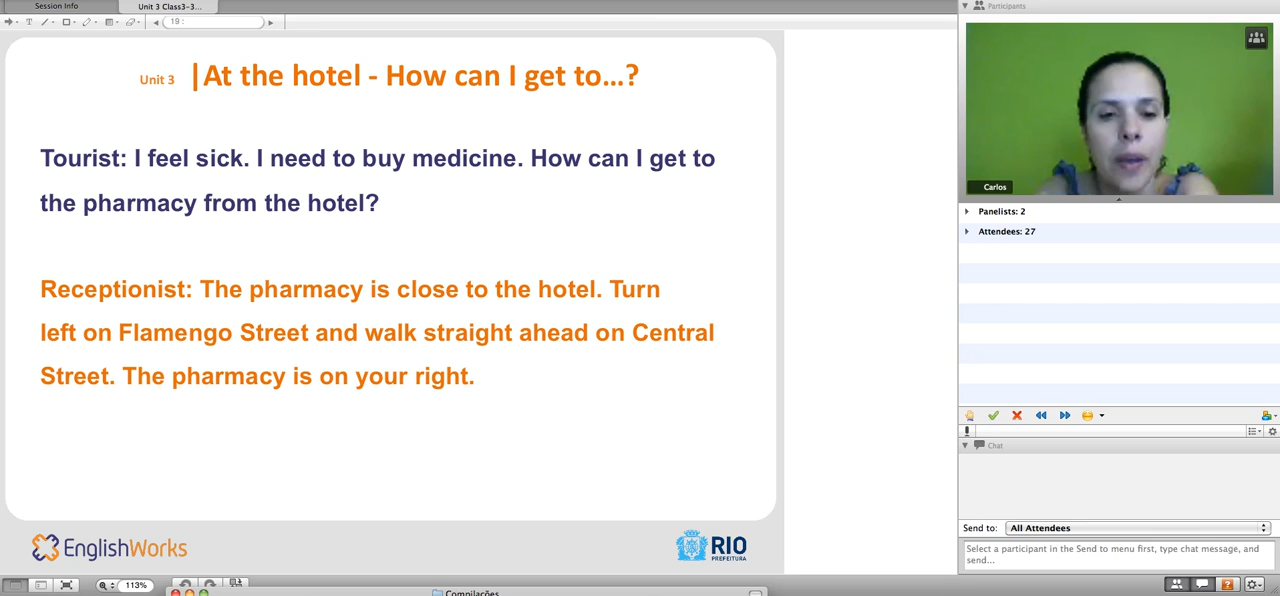 Session Info
Unit 3 Class3-3...
Participants
T
19 :
Unit 3 |At the hotel - How can I get to...?
Tourist: I feel sick. I need to buy medicine. How can I get to
the pharmacy from the hotel?
Receptionist: The pharmacy is close to the hotel. Turn
left on Flamengo Street and walk straight ahead on Central
Street. The pharmacy is on your right.
EnglishWorks
RIO
PREFEITURA
Carlos
Panelists: 2
Attendees: 27
Chat
Send to: All Attendees
Select a participant in the Send to menu first, type chat message, and
send...
113%
Compilações